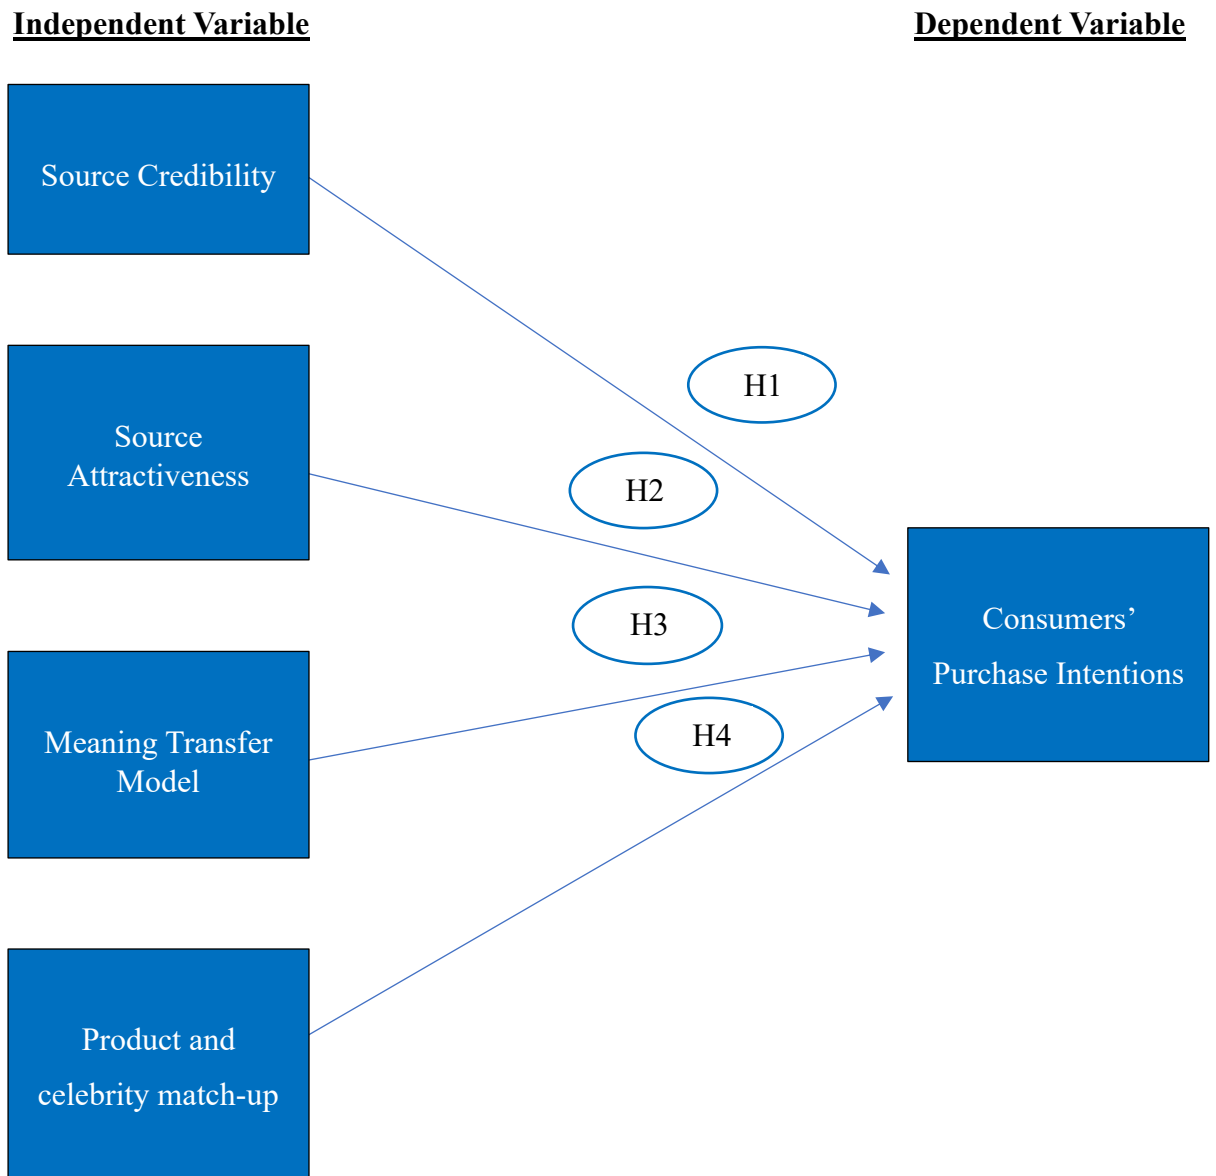 Independent Variable
Dependent Variable
Source Credibility
H1
Source
Attractiveness
H2
H3
Consumers’
Purchase Intentions
Meaning Transfer
Model
H4
Product and
celebrity match-up